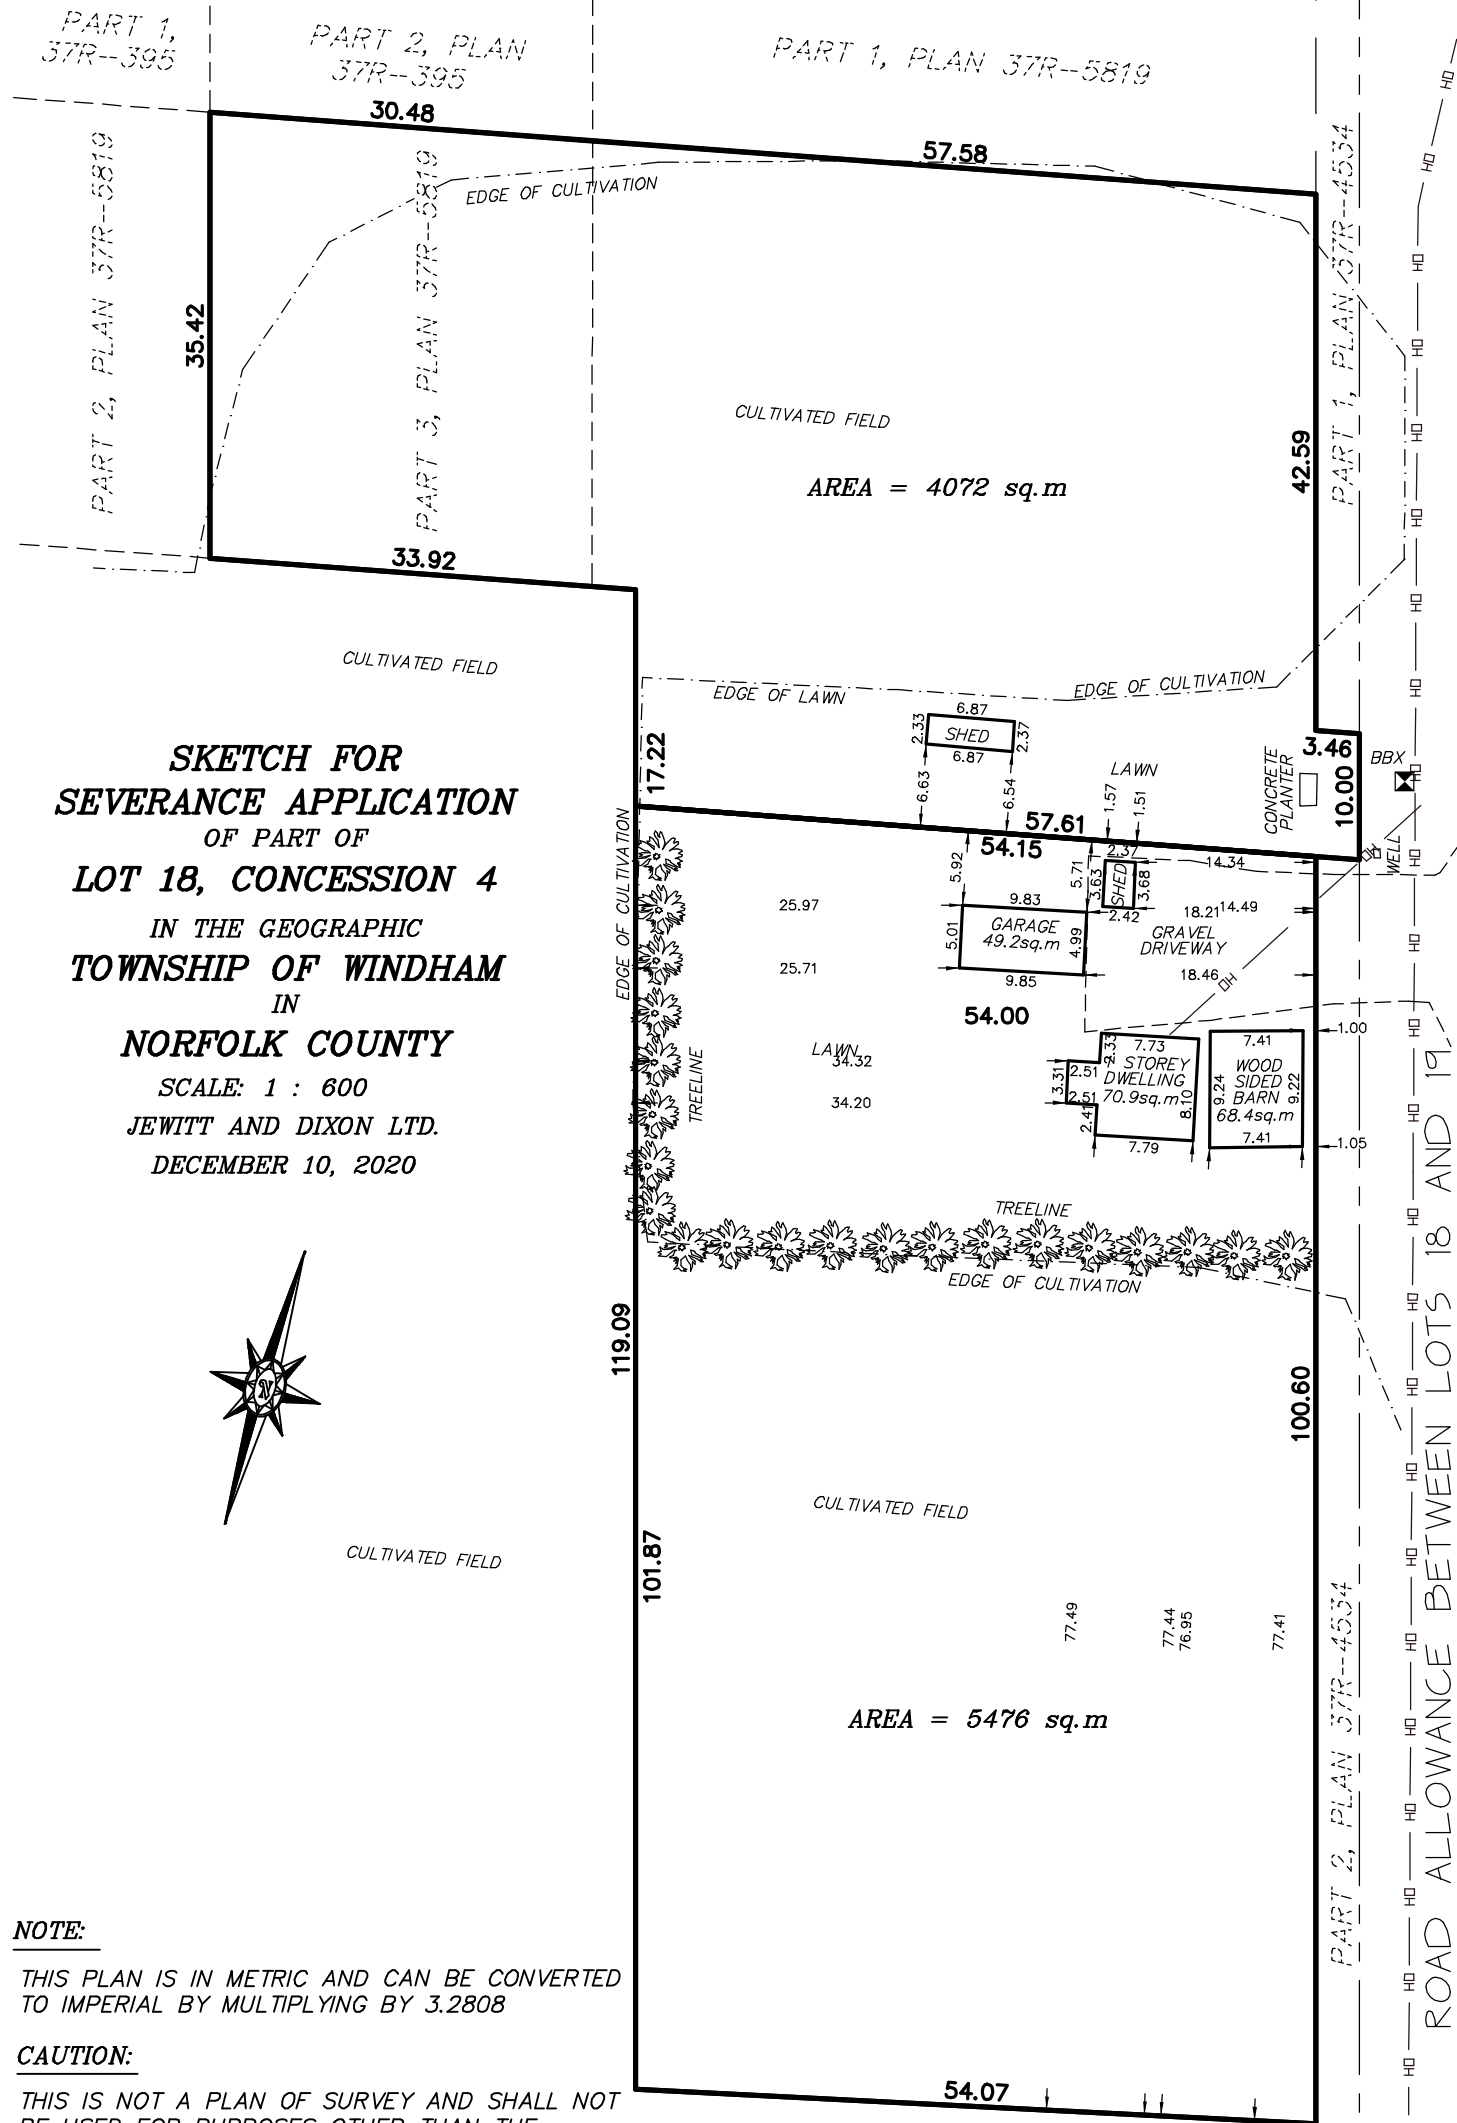 PART 1,
37R--395
PART 2, PLAN
37R--395
PART 1, PLAN 37R--5819
30.48
57.58
PART 2, PLAN 37R--5819
PART 3, PLAN 37R--5819
EDGE OF CULTIVATION
PART 1, PLAN 37R--4534
35.42
CULTIVATED FIELD
AREA = 4072 sq.m
42.59
33.92
CULTIVATED FIELD
EDGE OF LAWN
EDGE OF CULTIVATION
17.22
6.87
2.33
SHED
2.37
6.87
6.63
6.54
LAWN
1.57
1.51
CONCRETE
PLANTER
3.46
10.00
BBX
WELL
57.61
54.15
SKETCH FOR
SEVERANCE APPLICATION
OF PART OF
LOT 18, CONCESSION 4
IN THE GEOGRAPHIC
TOWNSHIP OF WINDHAM
IN
NORFOLK COUNTY
SCALE: 1 : 600
JEWITT AND DIXON LTD.
DECEMBER 10, 2020
EDGE OF CULTIVATION
5.92
5.71
2.37
3.63
SHED
3.68
2.42
14.34
25.97
9.83
GARAGE
49.2sq.m
5.01
4.99
9.85
18.21
14.49
GRAVEL
DRIVEWAY
25.71
18.46
OH
54.00
LAWN
34.32
34.20
TREELINE
7.73
2.33
STOREY
DWELLING
70.9sq.m
2.51
3.31
2.51
2.41
8.10
7.79
7.41
WOOD
SIDED
BARN
68.4sq.m
9.24
9.22
7.41
1.00
1.05
TREELINE
EDGE OF CULTIVATION
N
119.09
100.60
101.87
CULTIVATED FIELD
CULTIVATED FIELD
77.49
77.44
76.95
77.41
AREA = 5476 sq.m
PART 2, PLAN 37R--4534
ROAD ALLOWANCE BETWEEN LOTS 18 AND 19
NOTE:
THIS PLAN IS IN METRIC AND CAN BE CONVERTED
TO IMPERIAL BY MULTIPLYING BY 3.2808
CAUTION:
THIS IS NOT A PLAN OF SURVEY AND SHALL NOT
BE USED FOR PURPOSES OTHER THAN THE
54.07